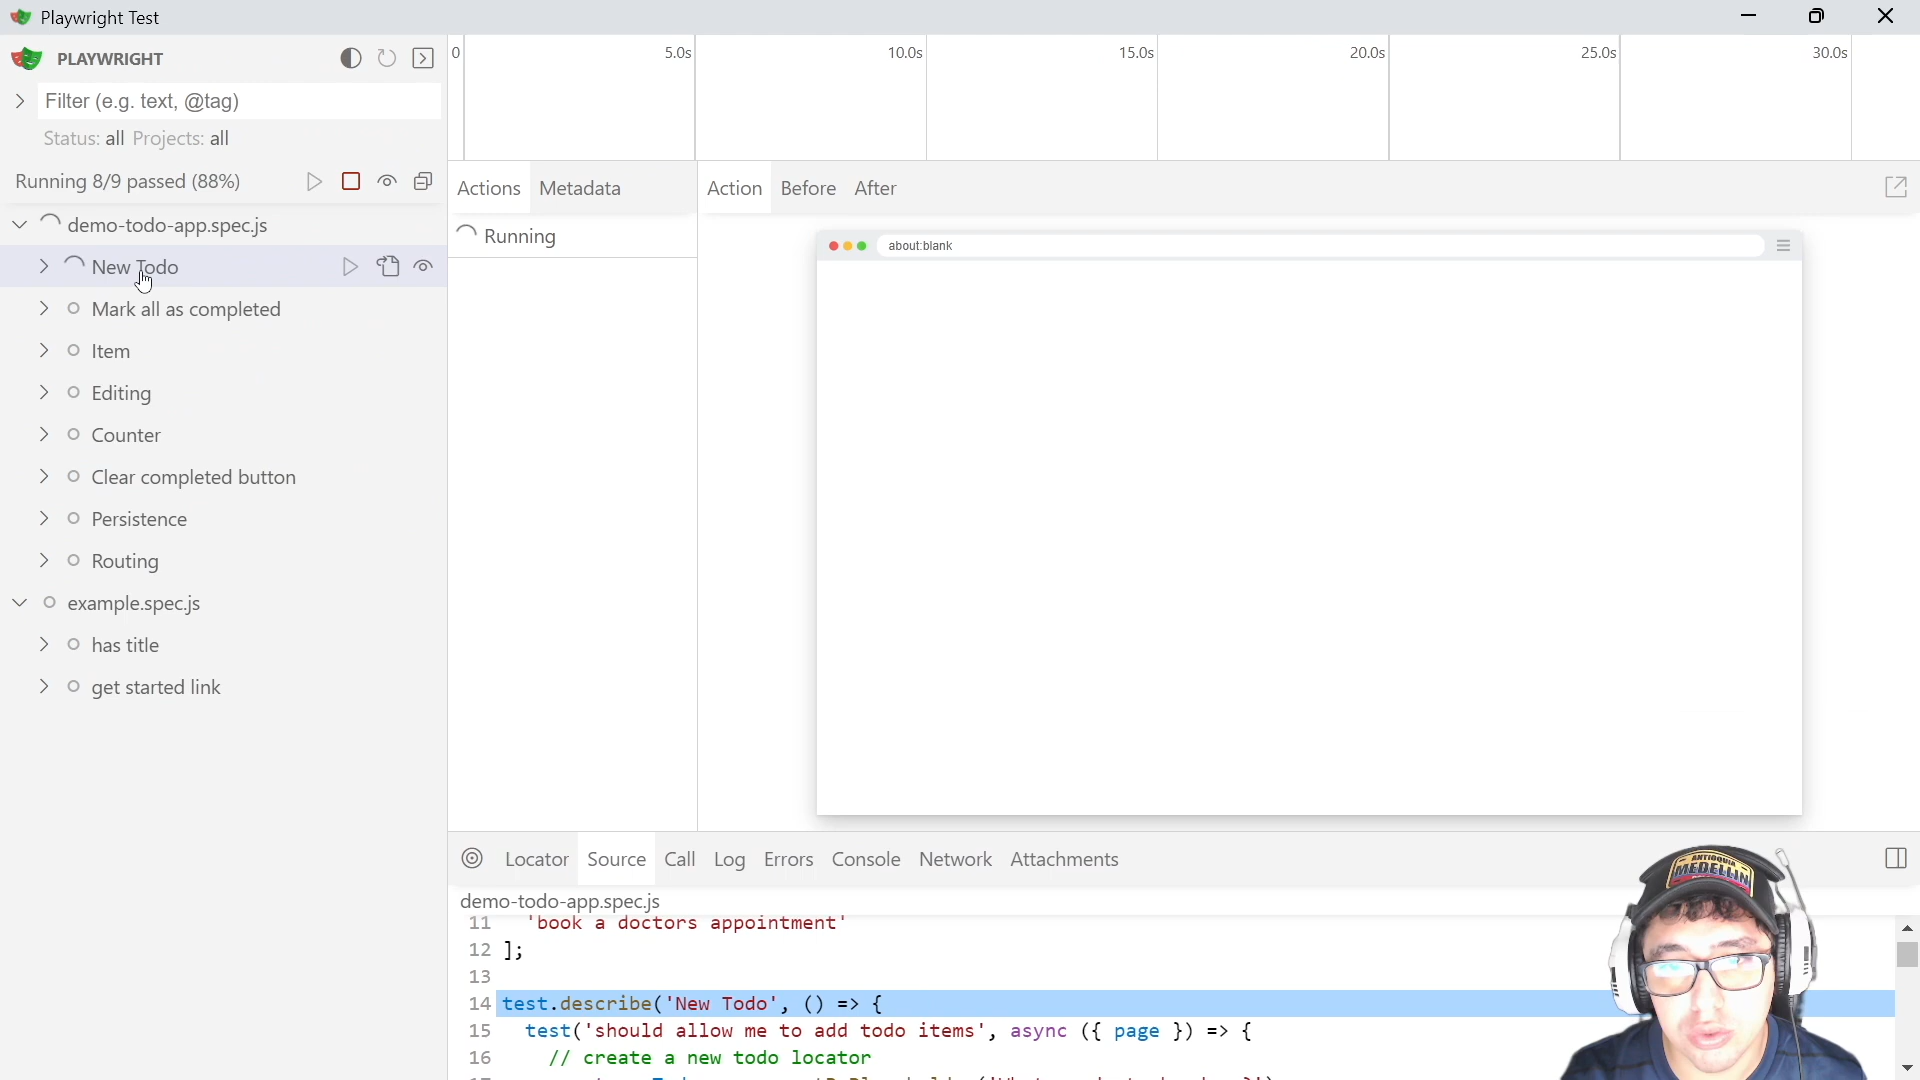 Playwright Test
PLAYWRIGHT
Filter (e.g. text, @tag)
Status: all Projects: all
Running 8/9 passed (88%)
demo-todo-app.spec.js
New Todo
Mark all as completed
Item
Editing
Counter
Clear completed button
Persistence
Routing
example.spec.js
has title
get started link
0 5.0s 10.0s 15.0s 20.0s 25.0s 30.0s
Actions Metadata
Running
Action Before After
about:blank
Locator Source Call Log Errors Console Network Attachments
demo-todo-app.spec.js
11 'book a doctors appointment'
12 ];
13
14 test.describe('New Todo', () => {
15 test('should allow me to add todo items', async ({ page }) => {
16 // create a new todo locator
ANTIOQUIA
MEDELLIN